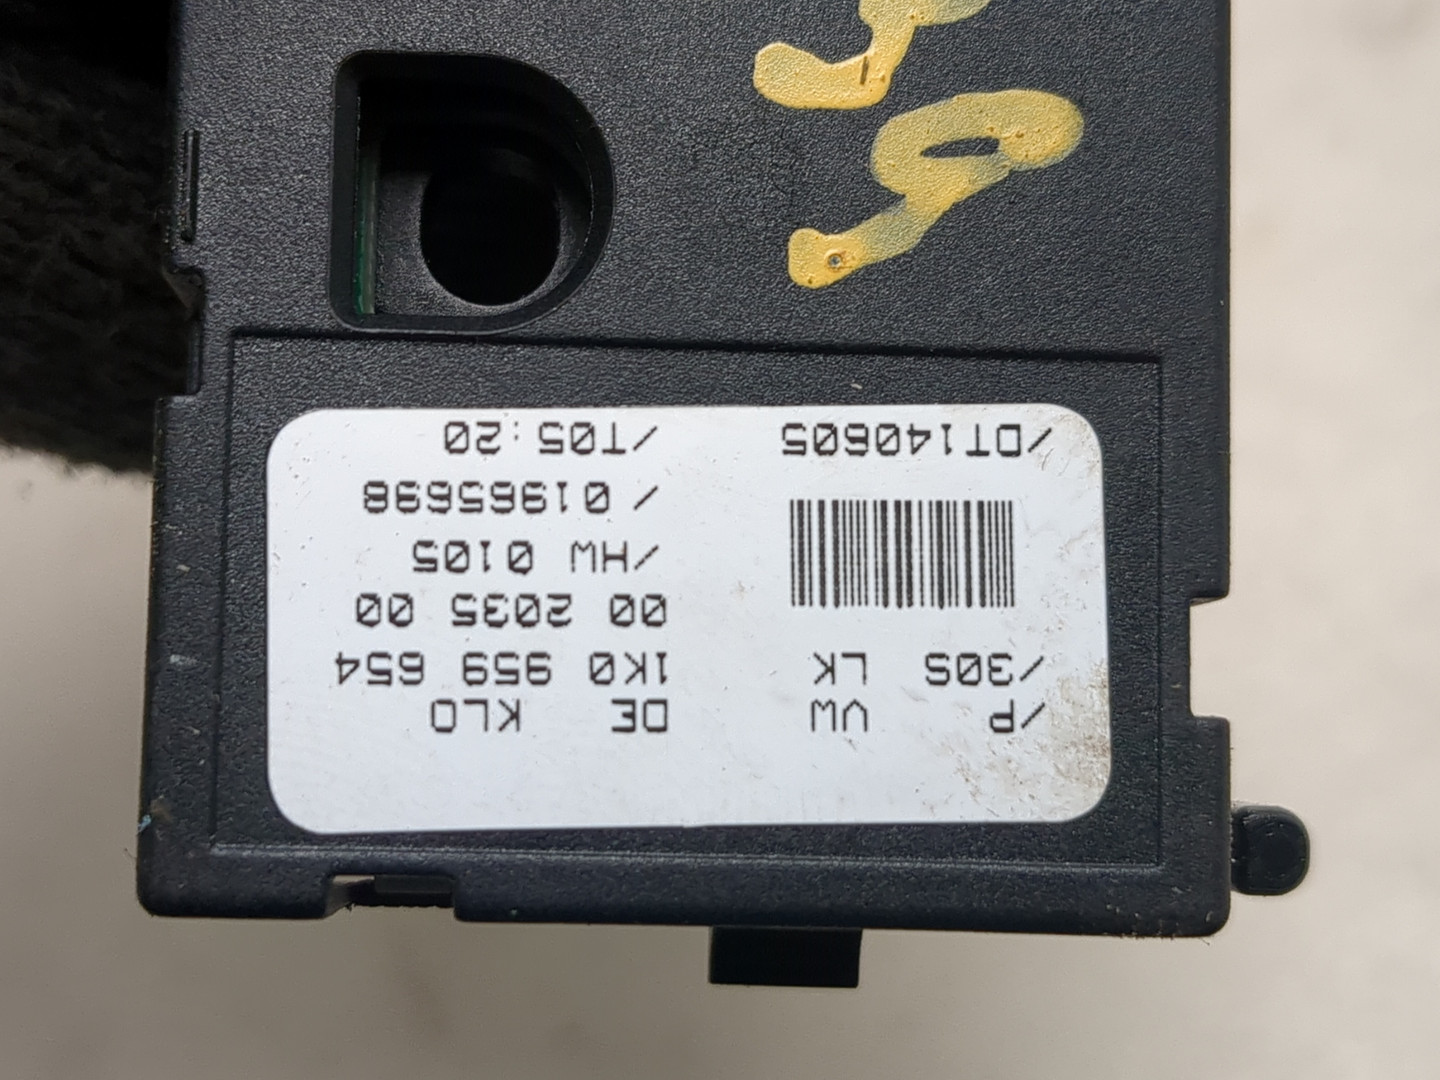 /P VW DE KLO
/30S LK 1K0 959 654
00 2035 00
/HW 0105
/ 01965698
/DT140605 /T05:20